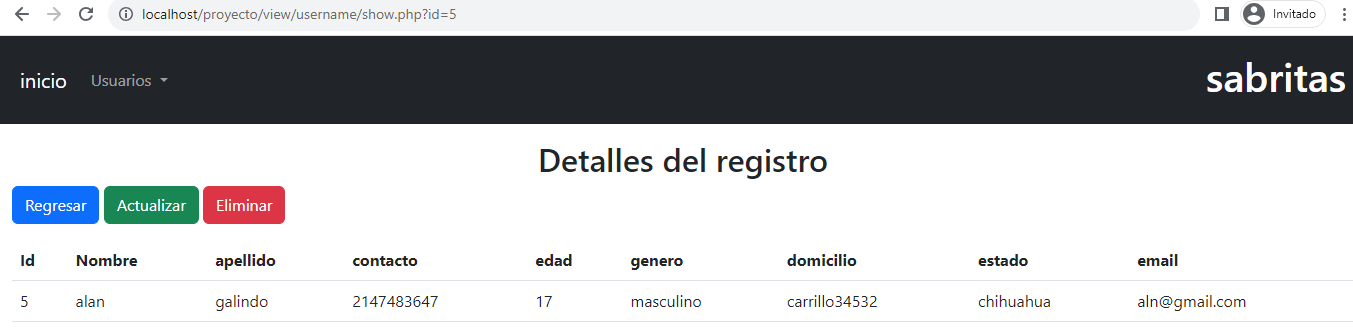 localhost/proyecto/view/username/show.php?id=5
Invitado
inicio Usuarios
sabritas
Detalles del registro
Regresar Actualizar Eliminar
Id Nombre apellido contacto edad genero domicilio estado email
5 alan galindo 2147483647 17 masculino carrillo34532 chihuahua aln@gmail.com